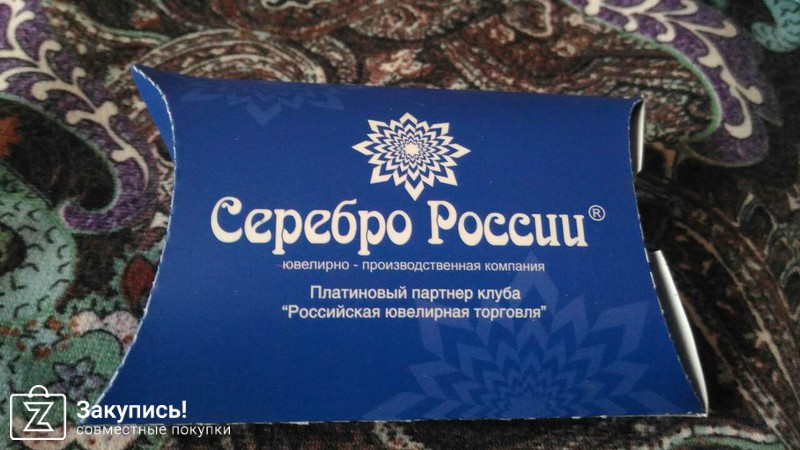 Серебро России®
ювелирно - производственная компания
Платиновый партнер клуба
"Российская ювелирная торговля"
Закупись!
совместные покупки